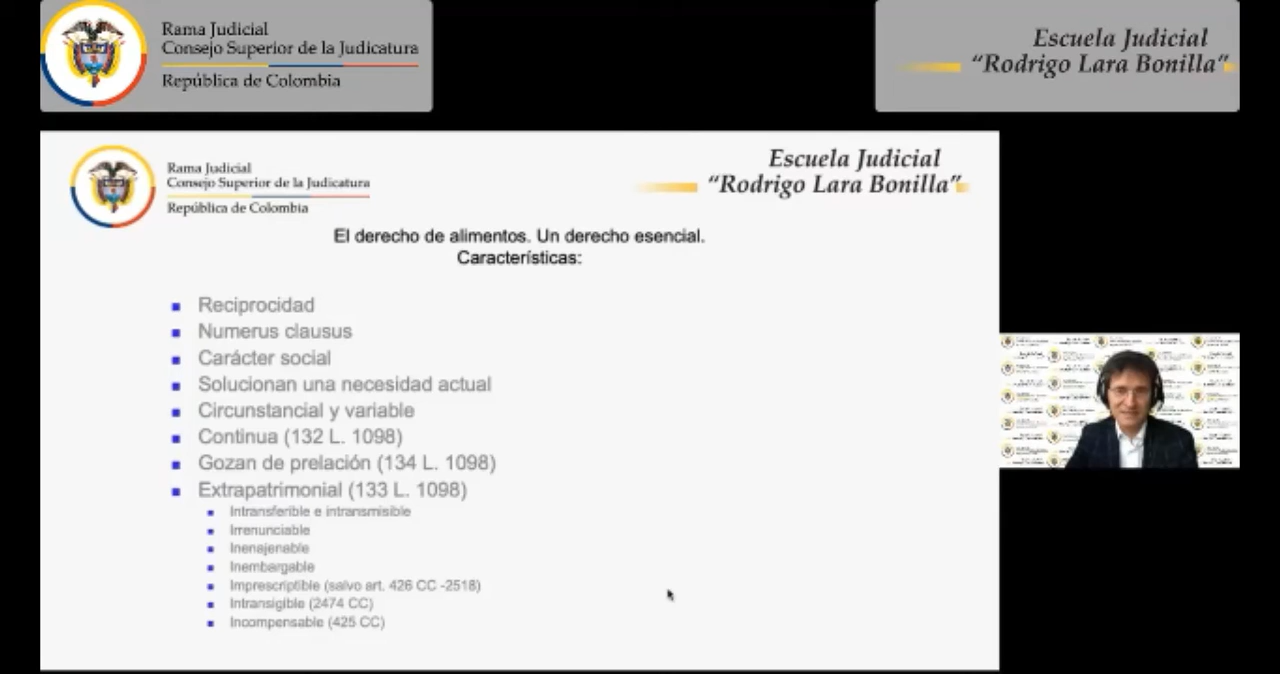 Rama Judicial
Consejo Superior de la Judicatura
República de Colombia
Escuela Judicial
“Rodrigo Lara Bonilla”
Rama Judicial
Consejo Superior de la Judicatura
República de Colombia
Escuela Judicial
“Rodrigo Lara Bonilla”
El derecho de alimentos. Un derecho esencial.
Características:
Reciprocidad
Numerus clausus
Carácter social
Solucionan una necesidad actual
Circunstancial y variable
Continua (132 L. 1098)
Gozan de prelación (134 L. 1098)
Extrapatrimonial (133 L. 1098)
Intransferible e intransmisible
Irrenunciable
Inenajenable
Inembargable
Imprescriptible (salvo art. 426 CC -2518)
Intransigible (2474 CC)
Incompensable (425 CC)